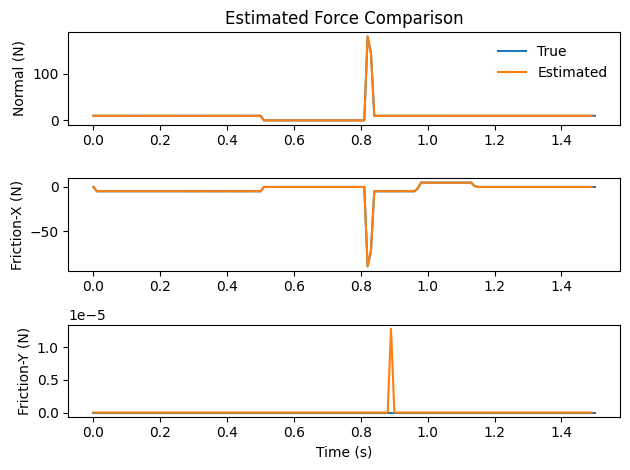 Estimated Force Comparison
Normal (N)
100
0
True
Estimated
0.0 0.2 0.4 0.6 0.8 1.0 1.2 1.4
Friction-X (N)
0
−50
0.0 0.2 0.4 0.6 0.8 1.0 1.2 1.4
1e−5
Friction-Y (N)
1.0
0.5
0.0
0.0 0.2 0.4 0.6 0.8 1.0 1.2 1.4
Time (s)